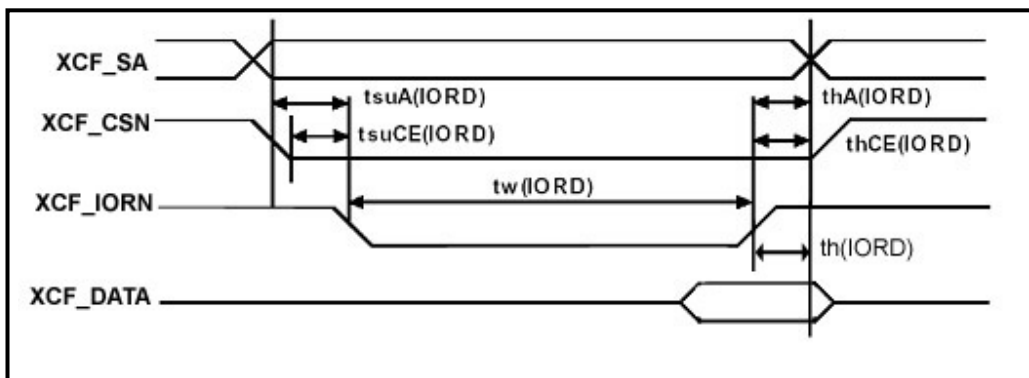 XCF_SA
tsuA(IORD)
thA(IORD)
XCF_CSN
tsuCE(IORD)
thCE(IORD)
tw(IORD)
XCF_IORN
th(IORD)
XCF_DATA